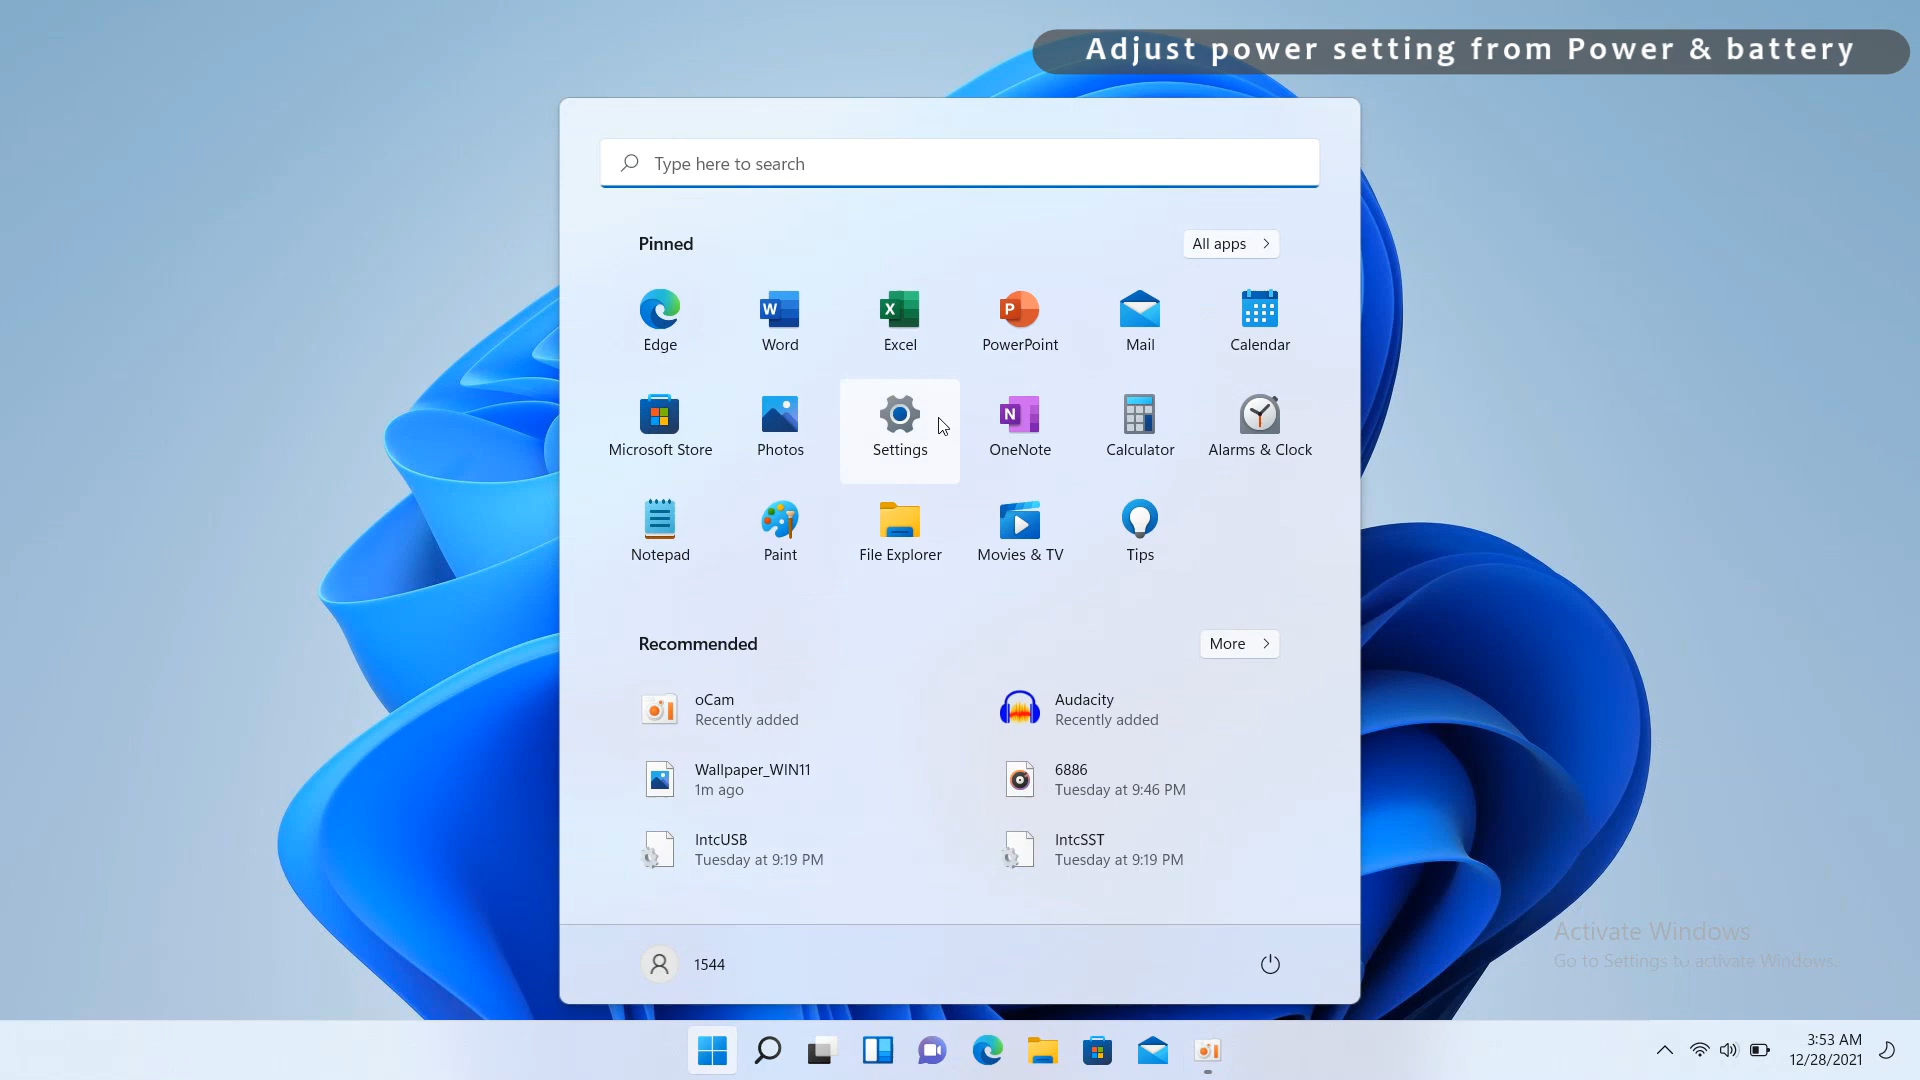 Adjust power setting from Power & battery
Type here to search
Pinned
All apps
Edge
Word
Excel
PowerPoint
Mail
Calendar
Microsoft Store
Photos
Settings
OneNote
Calculator
Alarms & Clock
Notepad
Paint
File Explorer
Movies & TV
Tips
Recommended
More
oCam
Recently added
Audacity
Recently added
Wallpaper_WIN11
1m ago
6886
Tuesday at 9:46 PM
IntcUSB
Tuesday at 9:19 PM
IntcSST
Tuesday at 9:19 PM
Activate Windows
Go to Settings to activate Windows.
1544
3:53 AM
12/28/2021